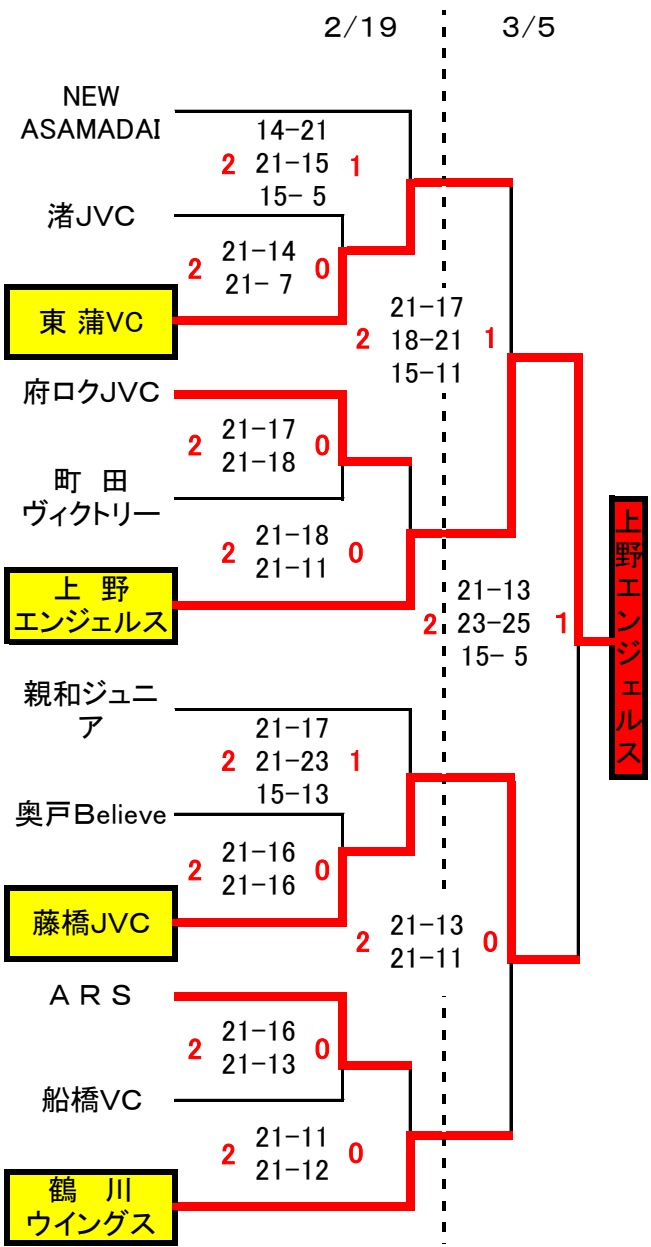 2/19
3/5
NEW
ASAMADAI
14-21
2 21-15 1
15- 5
渚JVC
21-14
2 0
21- 7
東 蒲VC
21-17
2 18-21 1
15-11
府ロクJVC
21-17
2 0
21-18
町 田
ヴィクトリー
21-18
2 0
21-11
上 野
エンジェルス
21-13
2 23-25 1
15- 5
上野エンジェルス
親和ジュニ
ア
21-17
2 21-23 1
15-13
奥戸Believe
21-16
2 0
21-16
藤橋JVC
21-13
2 0
21-11
ARS
21-16
2 0
21-13
船橋VC
21-11
2 0
21-12
鶴 川
ウイングス